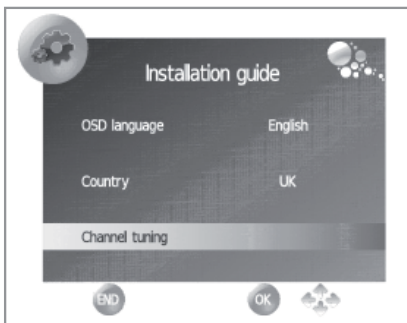 Installation guide
OSD language English
Country UK
Channel tuning
END OK